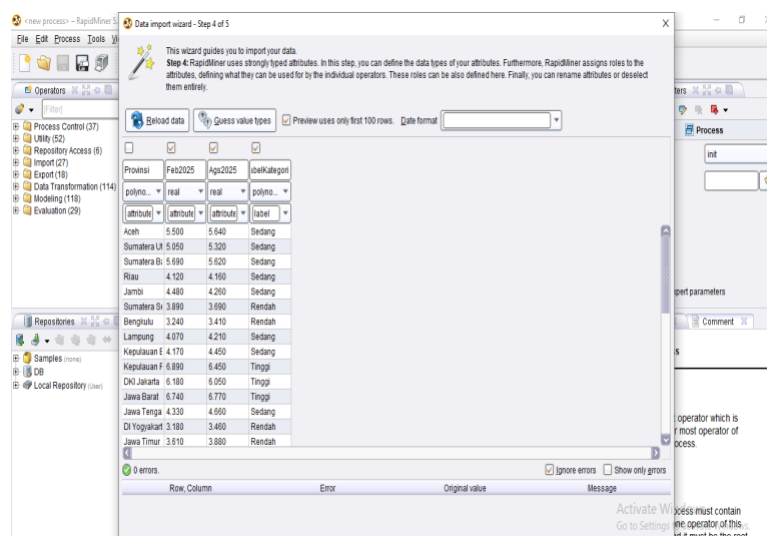 <new process> – RapidMiner 5
Data import wizard - Step 4 of 5
File Edit Process Tools
This wizard guides you to import your data.
Step 4: RapidMiner uses strongly typed attributes. In this step, you can define the data types of your attributes. Furthermore, RapidMiner assigns roles to the
attributes, defining what they can be used for by the individual operators. These roles can be also defined here. Finally, you can rename attributes or deselect
them entirely.
Operators
[Filter]
Process Control (37)
Utility (52)
Repository Access (6)
Import (27)
Export (18)
Data Transformation (114)
Modeling (118)
Evaluation (29)
Reload data Guess value types Preview uses only first 100 rows. Date format
Process
init
Provinsi Feb2025 Ags2025 ibelKategori
polyno... real real polyno...
attribute attribute attribute label
Aceh 5.500 5.640 Sedang
Sumatera Ut 5.050 5.320 Sedang
Sumatera Ba 5.690 5.620 Sedang
Riau 4.120 4.160 Sedang
Jambi 4.480 4.260 Sedang
Sumatera Se 3.890 3.690 Rendah
Bengkulu 3.240 3.410 Rendah
Lampung 4.070 4.210 Sedang
Kepulauan E 4.170 4.450 Sedang
Kepulauan F 6.890 6.450 Tinggi
DKI Jakarta 6.180 6.050 Tinggi
Jawa Barat 6.740 6.770 Tinggi
Jawa Tenga 4.330 4.660 Sedang
DI Yogyakart 3.180 3.460 Rendah
Jawa Timur 3.610 3.880 Rendah
xpert parameters
Repositories
Comment
Samples (none)
DB
Local Repository (User)
operator which is
r most operator of
ocess.
0 errors. Ignore errors Show only errors
Row, Column Error Original value Message
Activate Windows
Go to Settings
ocess must contain
one operator of this
nd it must be the root